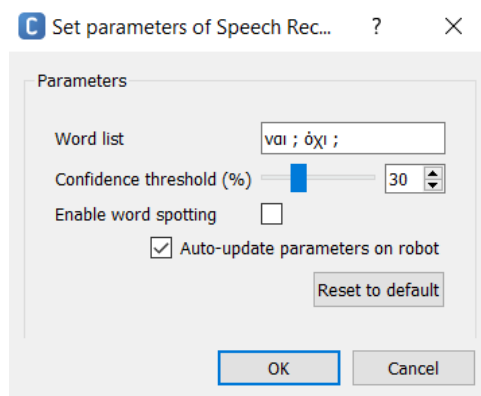 C Set parameters of Speech Rec... ?
Parameters
Word list ναι ; όχι ;
Confidence threshold (%) 30
Enable word spotting
Auto-update parameters on robot
Reset to default
OK Cancel